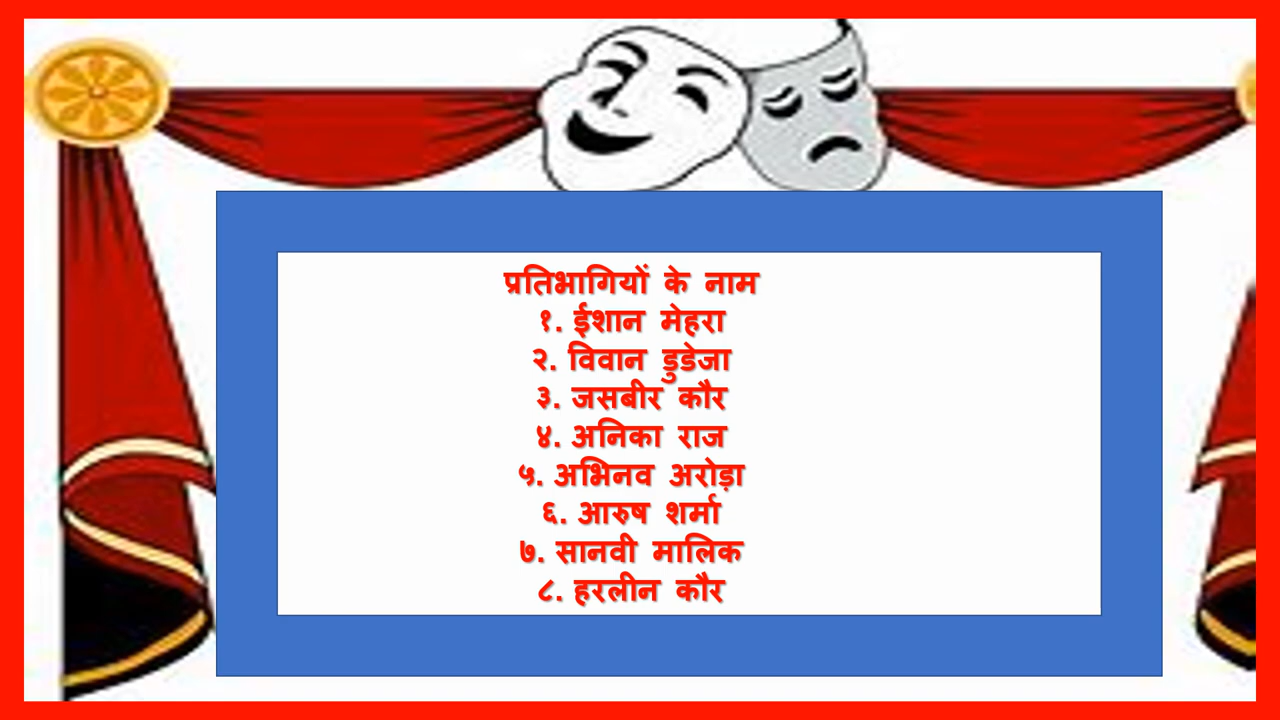 प्रतिभागियों के नाम
१. ईशान मेहरा
२. विवान डुडेजा
३. जसबीर कौर
४. अनिका राज
५. अभिनव अरोड़ा
६. आरुष शर्मा
७. सानवी मालिक
८. हरलीन कौर